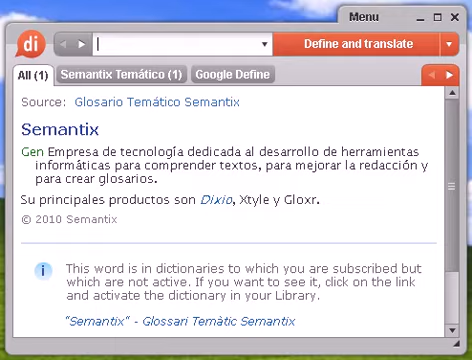 Menu
di
Define and translate
All (1)
Semantix Temático (1)
Google Define
Source: Glosario Temático Semantix
Semantix
Gen Empresa de tecnología dedicada al desarrollo de herramientas
informáticas para comprender textos, para mejorar la redacción y
para crear glosarios.
Su principales productos son Dixio, Xtyle y Gloxr.
© 2010 Semantix
i
This word is in dictionaries to which you are subscribed but
which are not active. If you want to see it, click on the link
and activate the dictionary in your Library.
"Semantix" - Glossari Temàtic Semantix